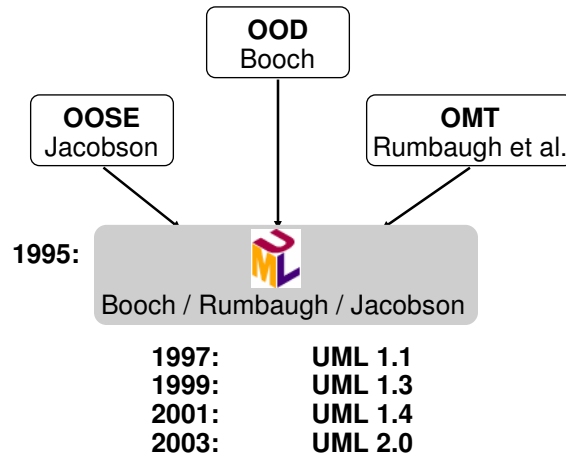 OOD
Booch
OOSE
Jacobson
OMT
Rumbaugh et al.
1995:
UML
Booch / Rumbaugh / Jacobson
1997: UML 1.1
1999: UML 1.3
2001: UML 1.4
2003: UML 2.0